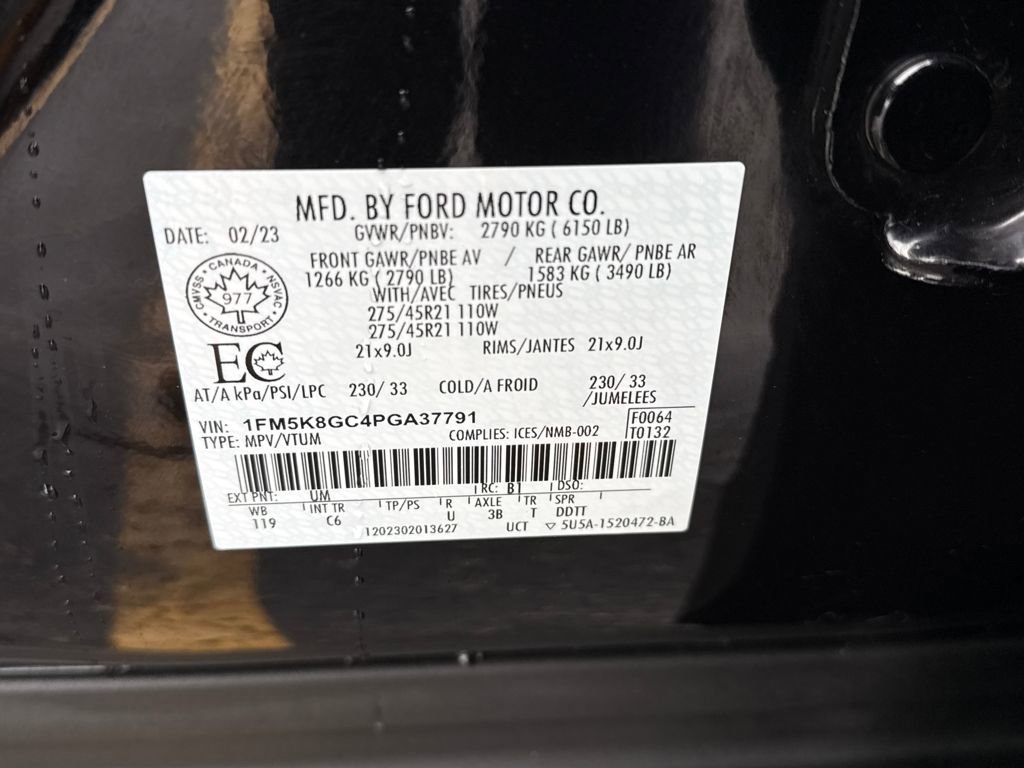 MFD. BY FORD MOTOR CO.
DATE: 02/23 GVWR/PNBV: 2790 KG ( 6150 LB)
FRONT GAWR/PNBE AV / REAR GAWR/ PNBE AR
1266 KG ( 2790 LB) 1583 KG ( 3490 LB)
WITH/AVEC TIRES/PNEUS
275/45R21 110W
275/45R21 110W
21x9.0J RIMS/JANTES 21x9.0J
CANADA
CMVSS 977 NSVAC
TRANSPORT
EC
AT/A kPa/PSI/LPC 230/ 33 COLD/A FROID 230/ 33
/JUMELEES
VIN: 1FM5K8GC4PGA37791 F0064
TYPE: MPV/VTUM COMPLIES: ICES/NMB-002 T0132
EXT PNT: UM RC: B1 DSO:
WB INT TR TP/PS R AXLE TR SPR
119 C6 U 3B T DDTT
1202302013627 UCT ▽ 5U5A-1520472-BA